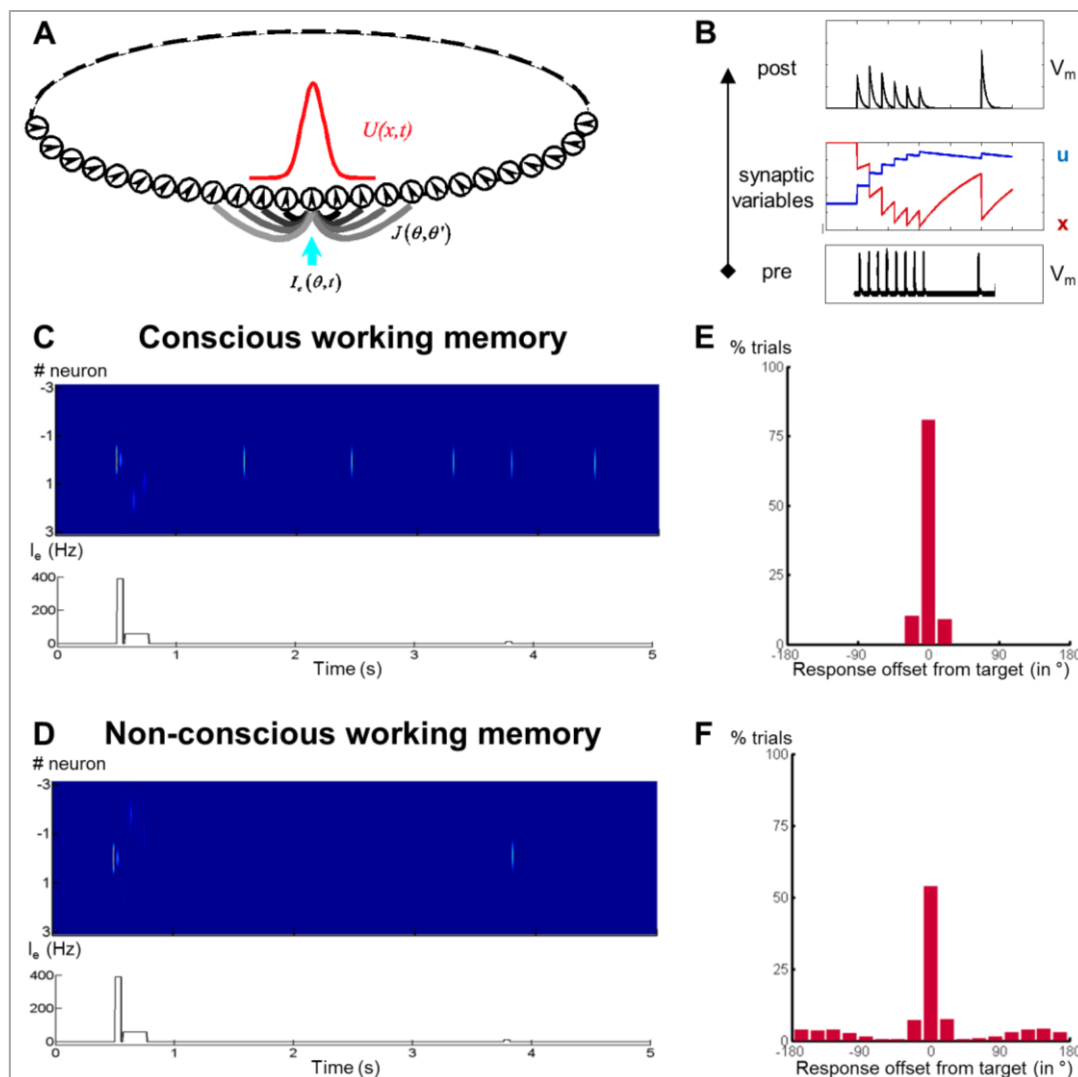 A
U(x,t)
J(θ,θ')
I_e(θ,t)
B
post
V_m
synaptic
variables
u
x
pre
V_m
C Conscious working memory
# neuron
-3
-1
1
3
I_e (Hz)
400
200
0
0 1 2 3 4 5
Time (s)
E
% trials
100
75
50
25
0
-180 -90 0 90 180
Response offset from target (in °)
D Non-conscious working memory
# neuron
-3
-1
1
3
I_e (Hz)
400
200
0
0 1 2 3 4 5
Time (s)
F
% trials
100
75
50
25
0
-180 -90 0 90 180
Response offset from target (in °)